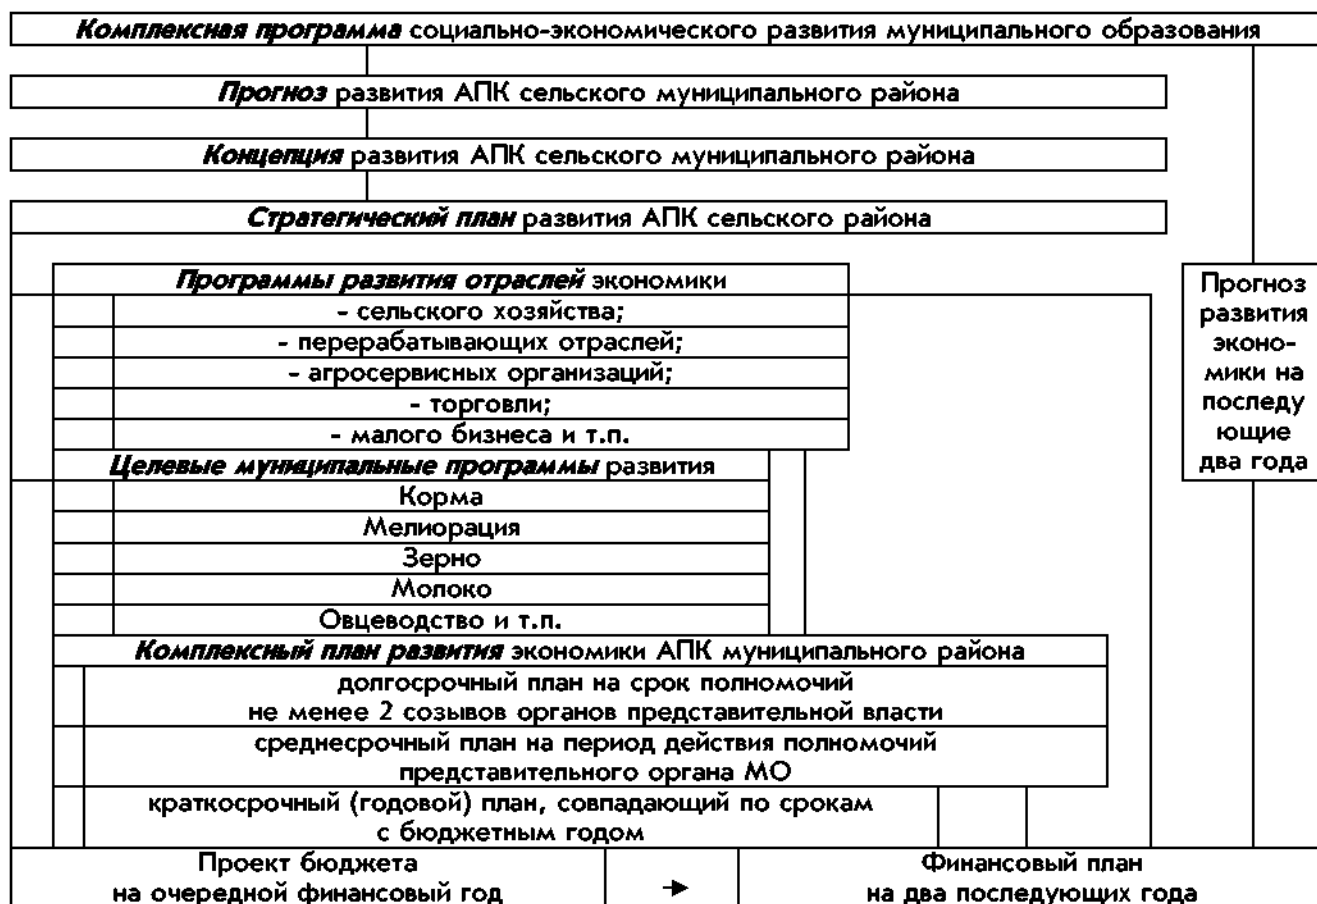 Комплексная программа социально-экономического развития муниципального образования
Прогноз развития АПК сельского муниципального района
Концепция развития АПК сельского муниципального района
Стратегический план развития АПК сельского района
Программы развития отраслей экономики
- сельского хозяйства;
- перерабатывающих отраслей;
- агросервисных организаций;
- торговли;
- малого бизнеса и т.п.
Целевые муниципальные программы развития
Корма
Мелиорация
Зерно
Молоко
Овцеводство и т.п.
Комплексный план развития экономики АПК муниципального района
долгосрочный план на срок полномочий
не менее 2 созывов органов представительной власти
среднесрочный план на период действия полномочий
представительного органа МО
краткосрочный (годовой) план, совпадающий по срокам
с бюджетным годом
Прогноз
развития
эконо-
мики на
последу
ющие
два года
Проект бюджета
на очередной финансовый год
Финансовый план
на два последующих года